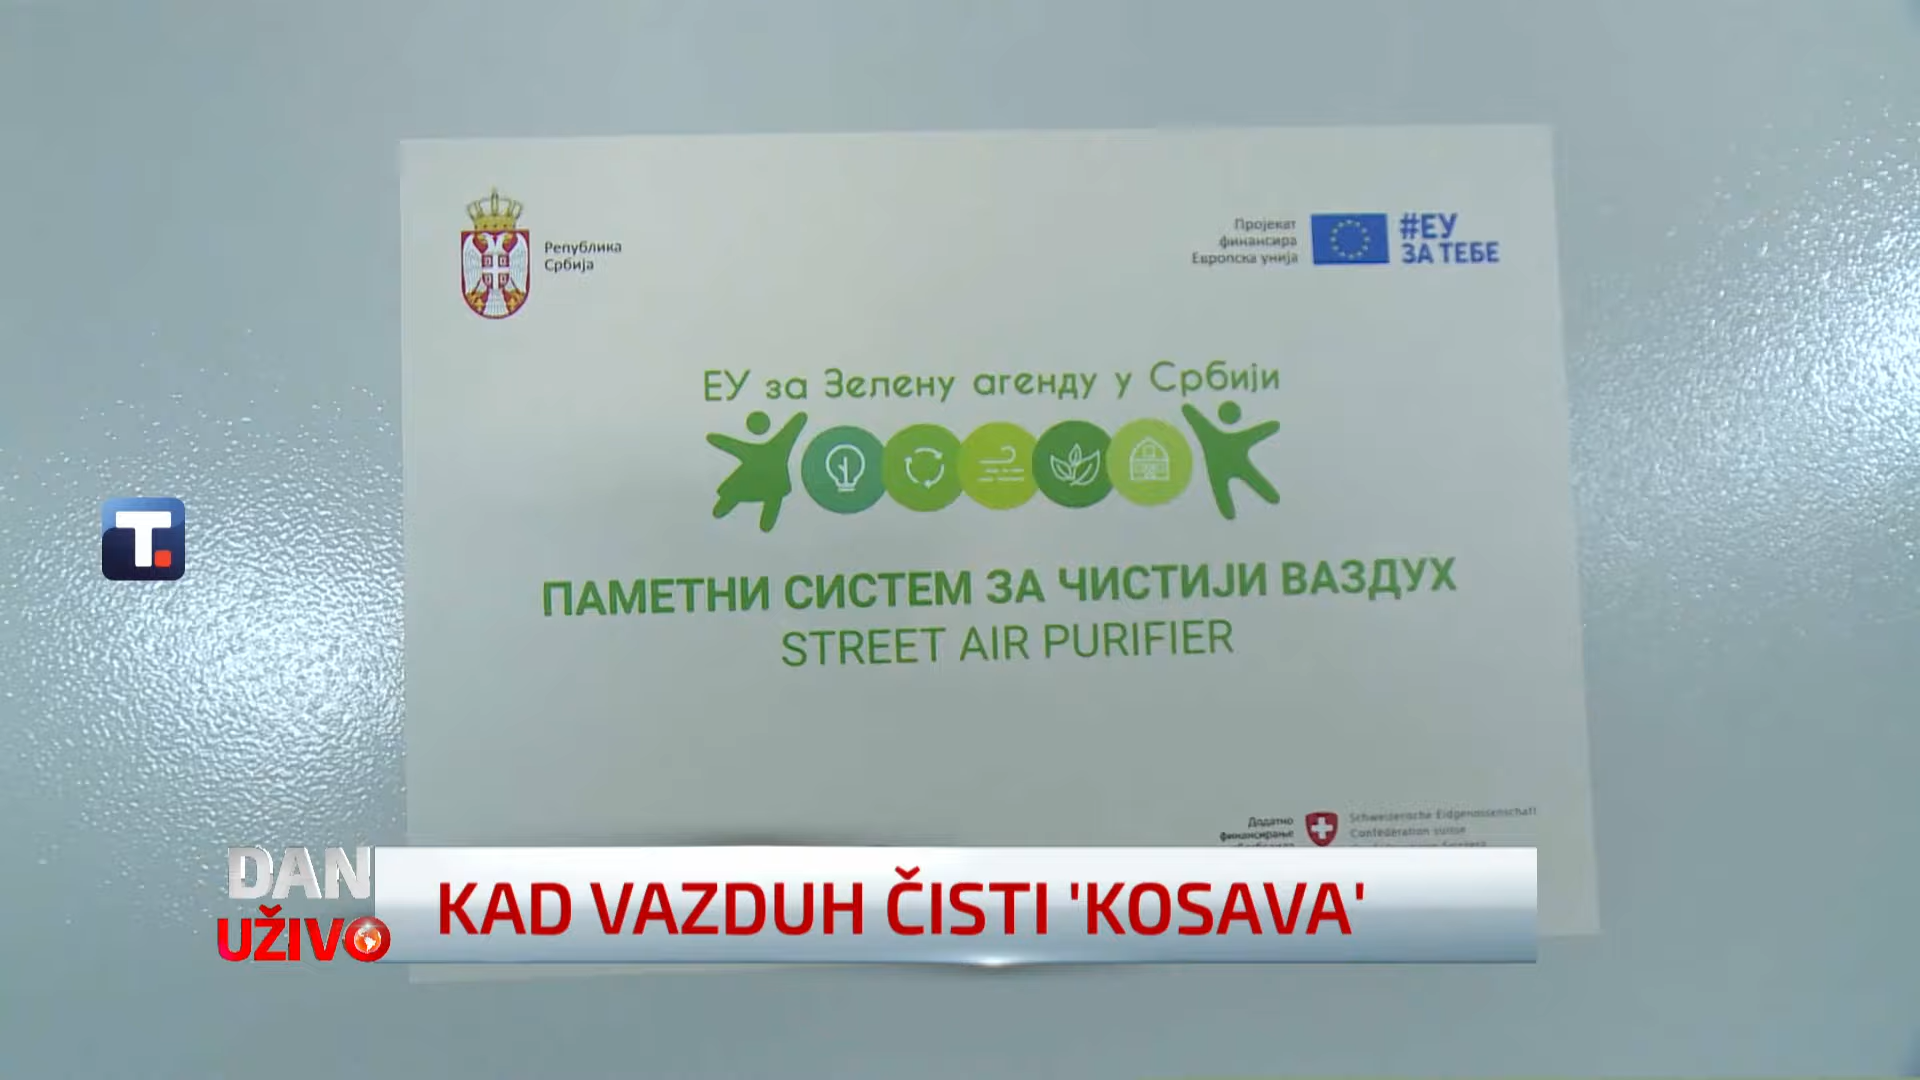 Република
Србија
Пројекат
финансира
Европска унија
#ЕУ
ЗА ТЕБЕ
ЕУ за Зелену агенду у Србији
ПАМЕТНИ СИСТЕМ ЗА ЧИСТИЈИ ВАЗДУХ
STREET AIR PURIFIER
Додатно
финансирање
Schweizerische Eidgenossenschaft
Confédération suisse
T.
DAN
UŽIVO
KAD VAZDUH ČISTI 'KOSAVA'